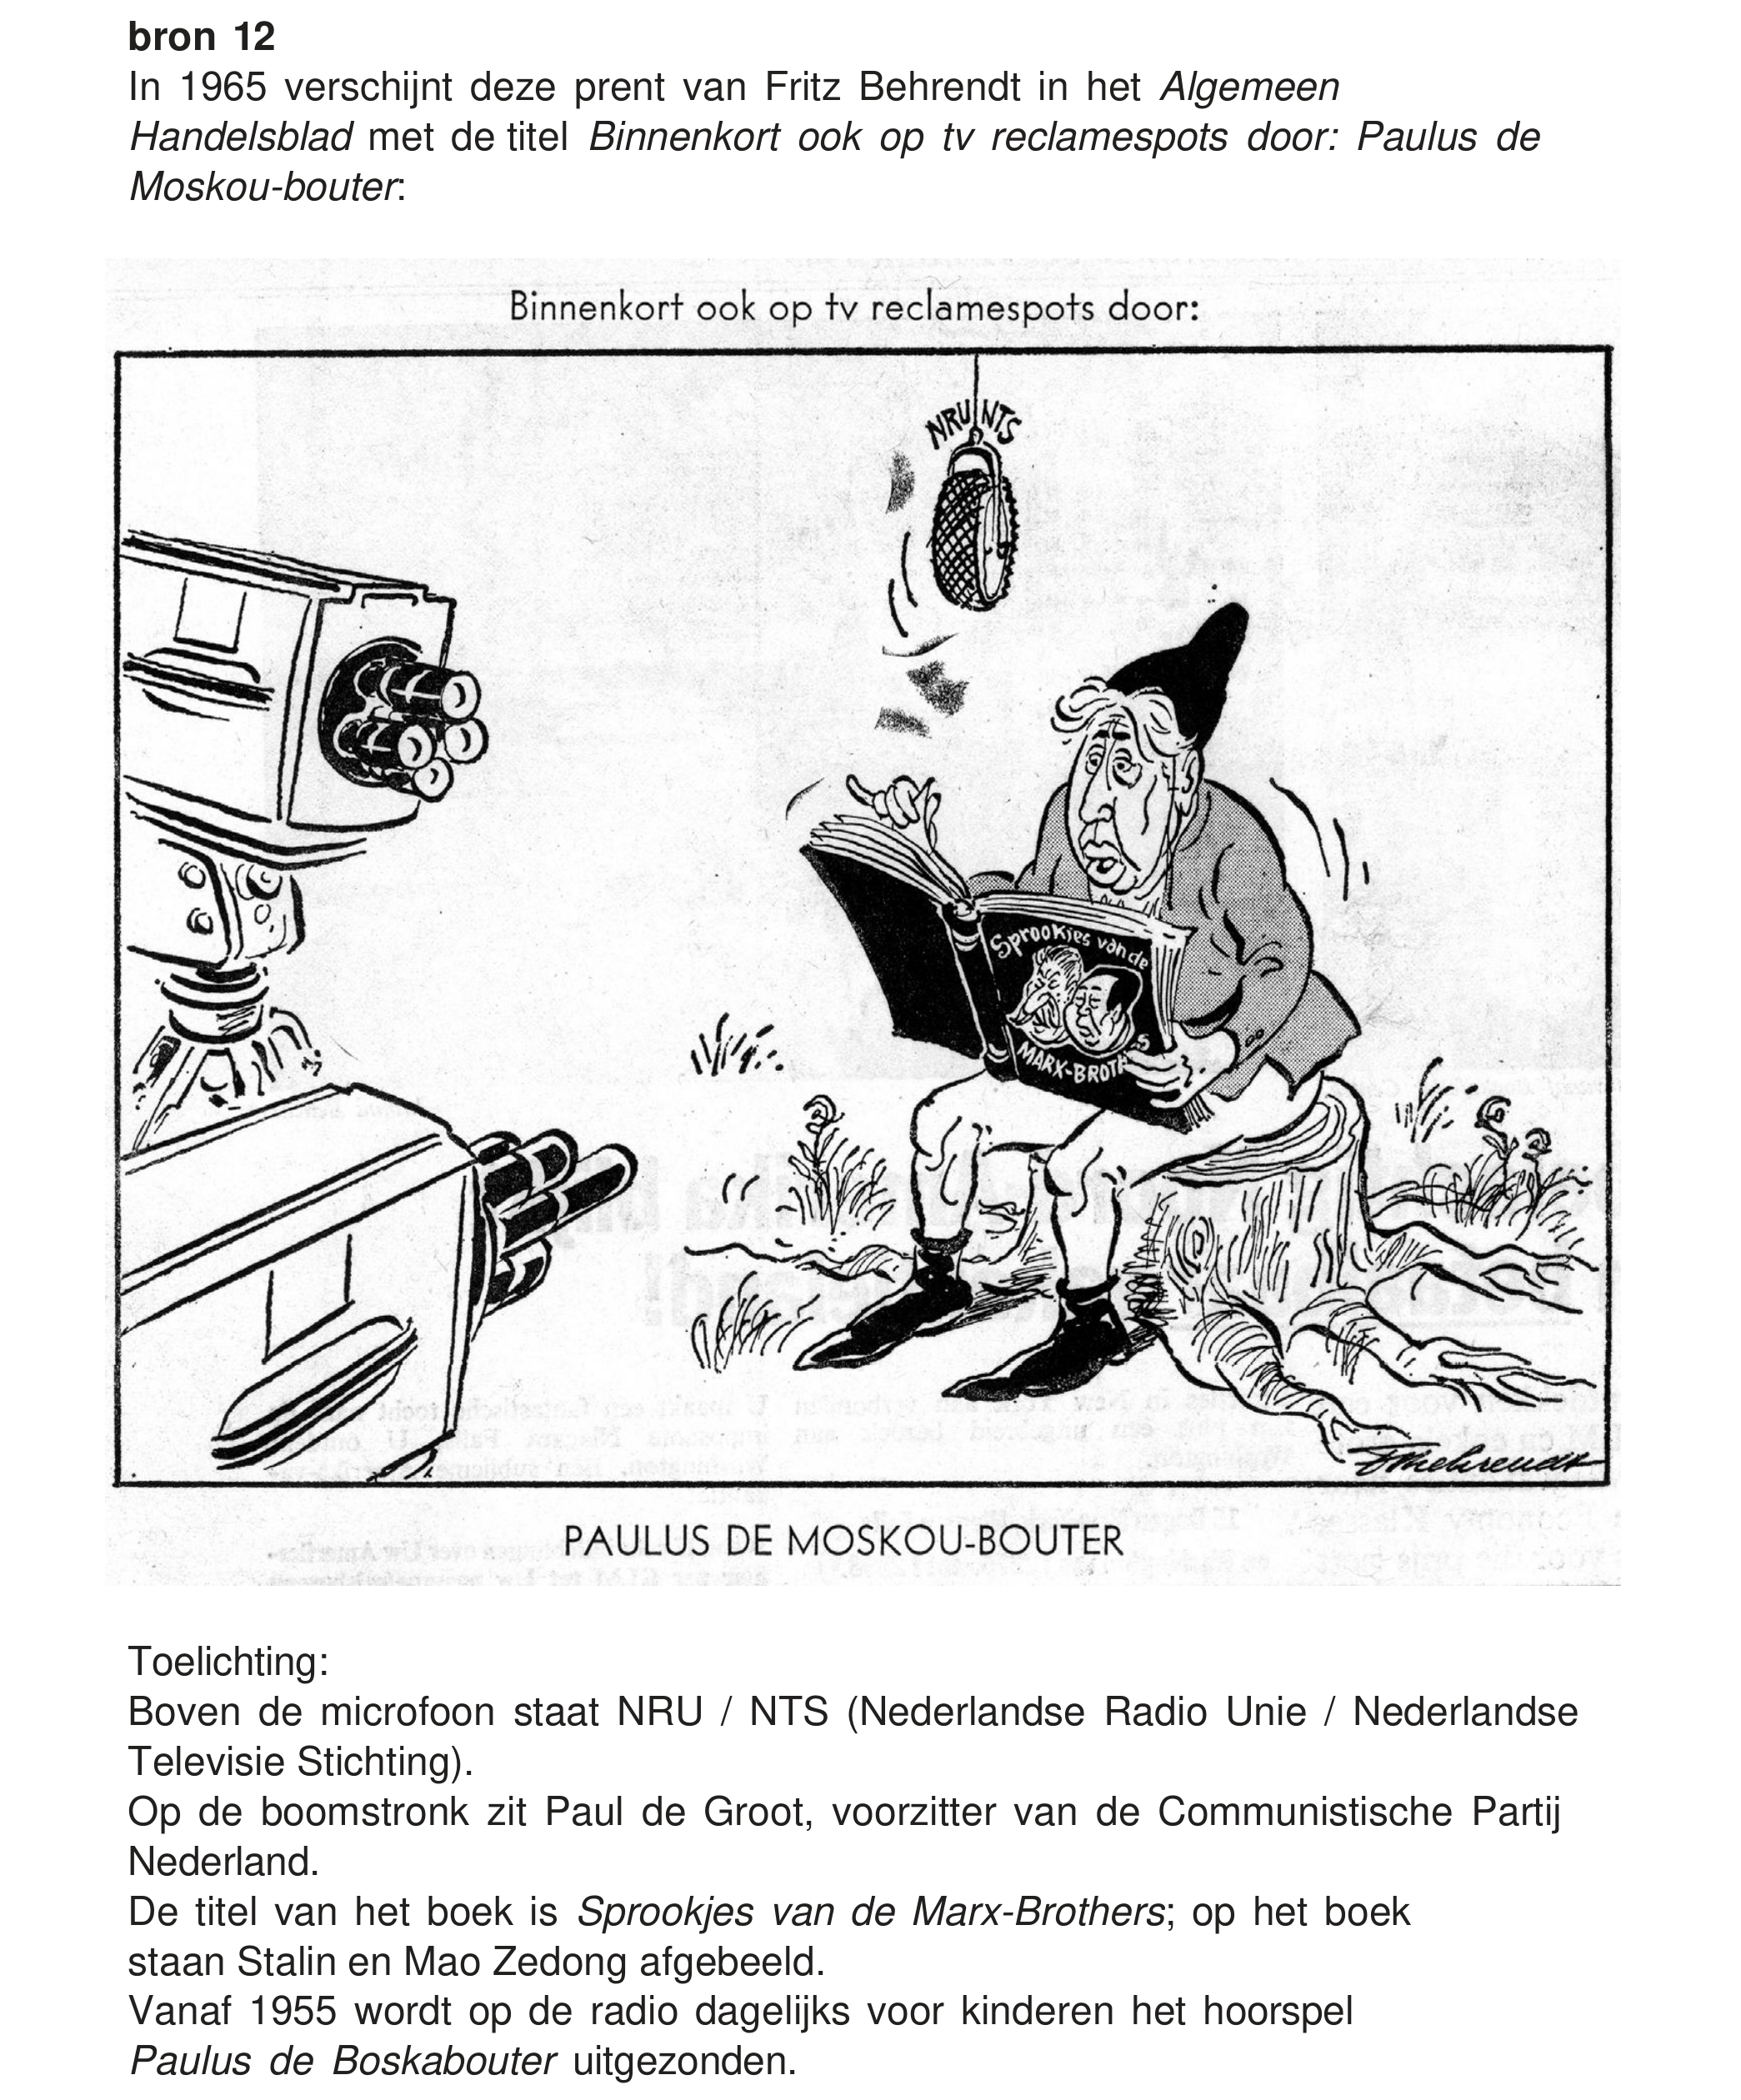 bron 12
In 1965 verschijnt deze prent van Fritz Behrendt in het Algemeen
Handelsblad met de titel Binnenkort ook op tv reclamespots door: Paulus de
Moskou-bouter:
Binnenkort ook op tv reclamespots door:
NRU NTS
Sprookjes van de
MARX-BROTH S
FBehrendt
PAULUS DE MOSKOU-BOUTER
Toelichting:
Boven de microfoon staat NRU / NTS (Nederlandse Radio Unie / Nederlandse
Televisie Stichting).
Op de boomstronk zit Paul de Groot, voorzitter van de Communistische Partij
Nederland.
De titel van het boek is Sprookjes van de Marx-Brothers; op het boek
staan Stalin en Mao Zedong afgebeeld.
Vanaf 1955 wordt op de radio dagelijks voor kinderen het hoorspel
Paulus de Boskabouter uitgezonden.